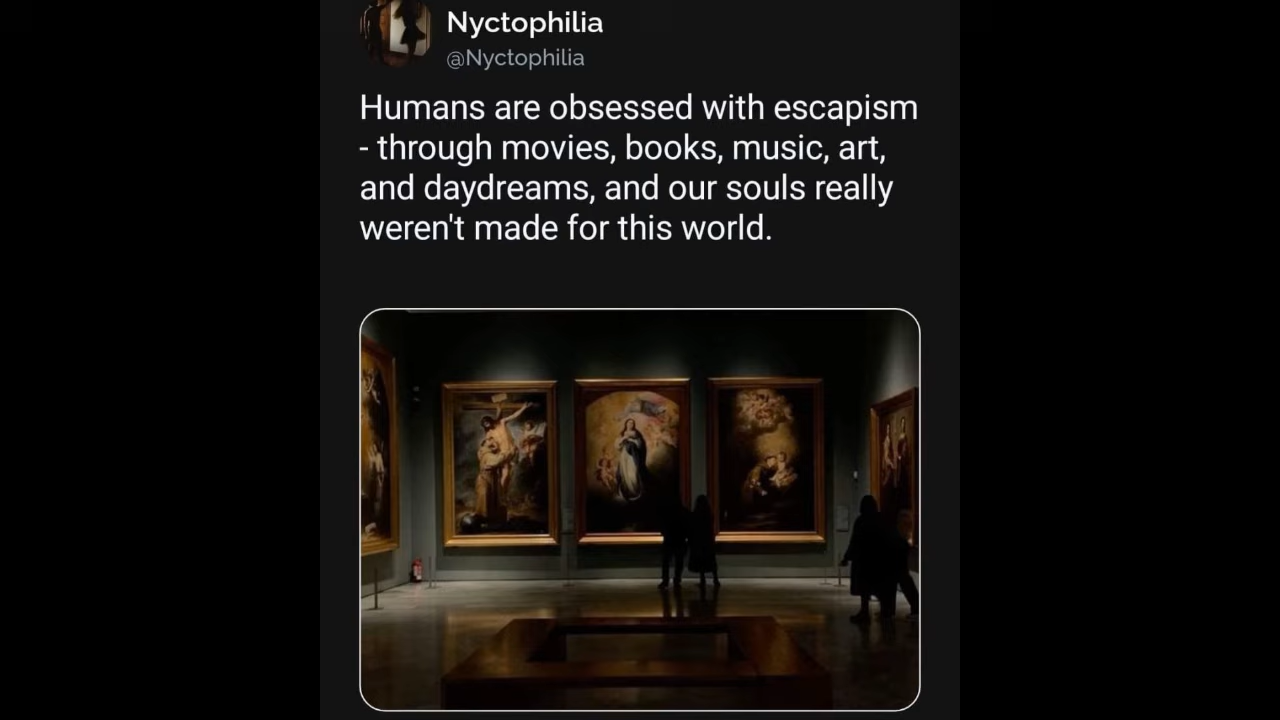 Nyctophilia
@Nyctophilia
Humans are obsessed with escapism
- through movies, books, music, art,
and daydreams, and our souls really
weren't made for this world.